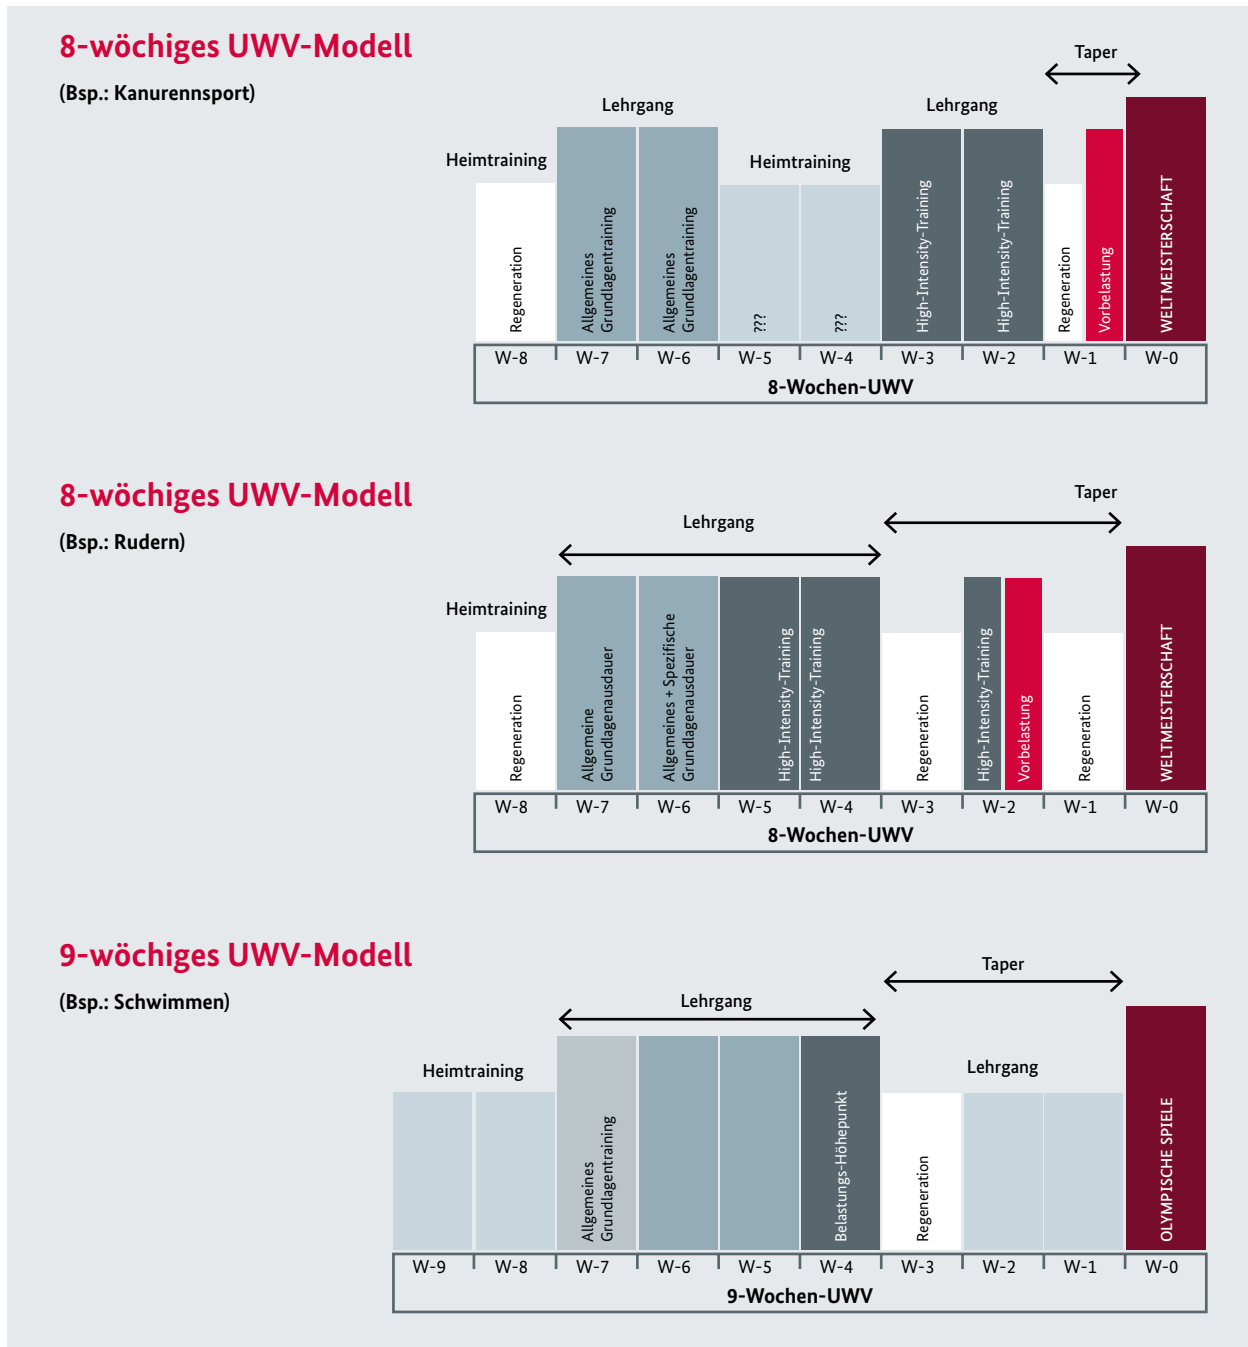 8-wöchiges UWV-Modell
(Bsp.: Kanurennsport)
Taper
Lehrgang
Lehrgang
Heimtraining
Heimtraining
Regeneration
Allgemeines
Grundlagentraining
Allgemeines
Grundlagentraining
???
???
High-Intensity-Training
High-Intensity-Training
Regeneration
Vorbelastung
WELTMEISTERSCHAFT
W-8 W-7 W-6 W-5 W-4 W-3 W-2 W-1 W-0
8-Wochen-UWV
8-wöchiges UWV-Modell
(Bsp.: Rudern)
Taper
Lehrgang
Heimtraining
Regeneration
Allgemeine
Grundlagenausdauer
Allgemeines + Spezifische
Grundlagenausdauer
High-Intensity-Training
High-Intensity-Training
Regeneration
High-Intensity-Training
Vorbelastung
Regeneration
WELTMEISTERSCHAFT
W-8 W-7 W-6 W-5 W-4 W-3 W-2 W-1 W-0
8-Wochen-UWV
9-wöchiges UWV-Modell
(Bsp.: Schwimmen)
Taper
Lehrgang
Heimtraining
Lehrgang
Allgemeines
Grundlagentraining
Belastungs-Höhepunkt
Regeneration
OLYMPISCHE SPIELE
W-9 W-8 W-7 W-6 W-5 W-4 W-3 W-2 W-1 W-0
9-Wochen-UWV